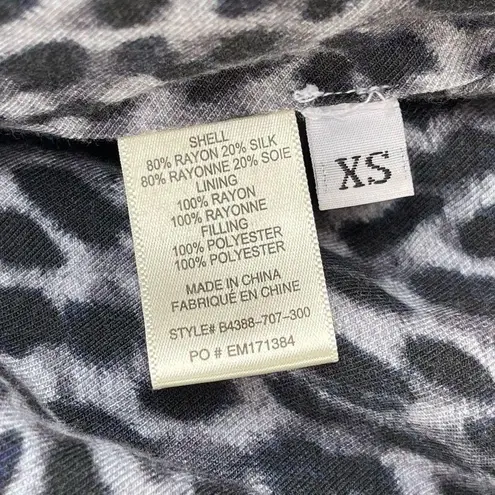 SHELL
80% RAYON 20% SILK
80% RAYONNE 20% SOIE
LINING
100% RAYON
100% RAYONNE
FILLING
100% POLYESTER
100% POLYESTER
MADE IN CHINA
FABRIQUÉ EN CHINE
STYLE# B4388-707-300
PO # EM171384
XS